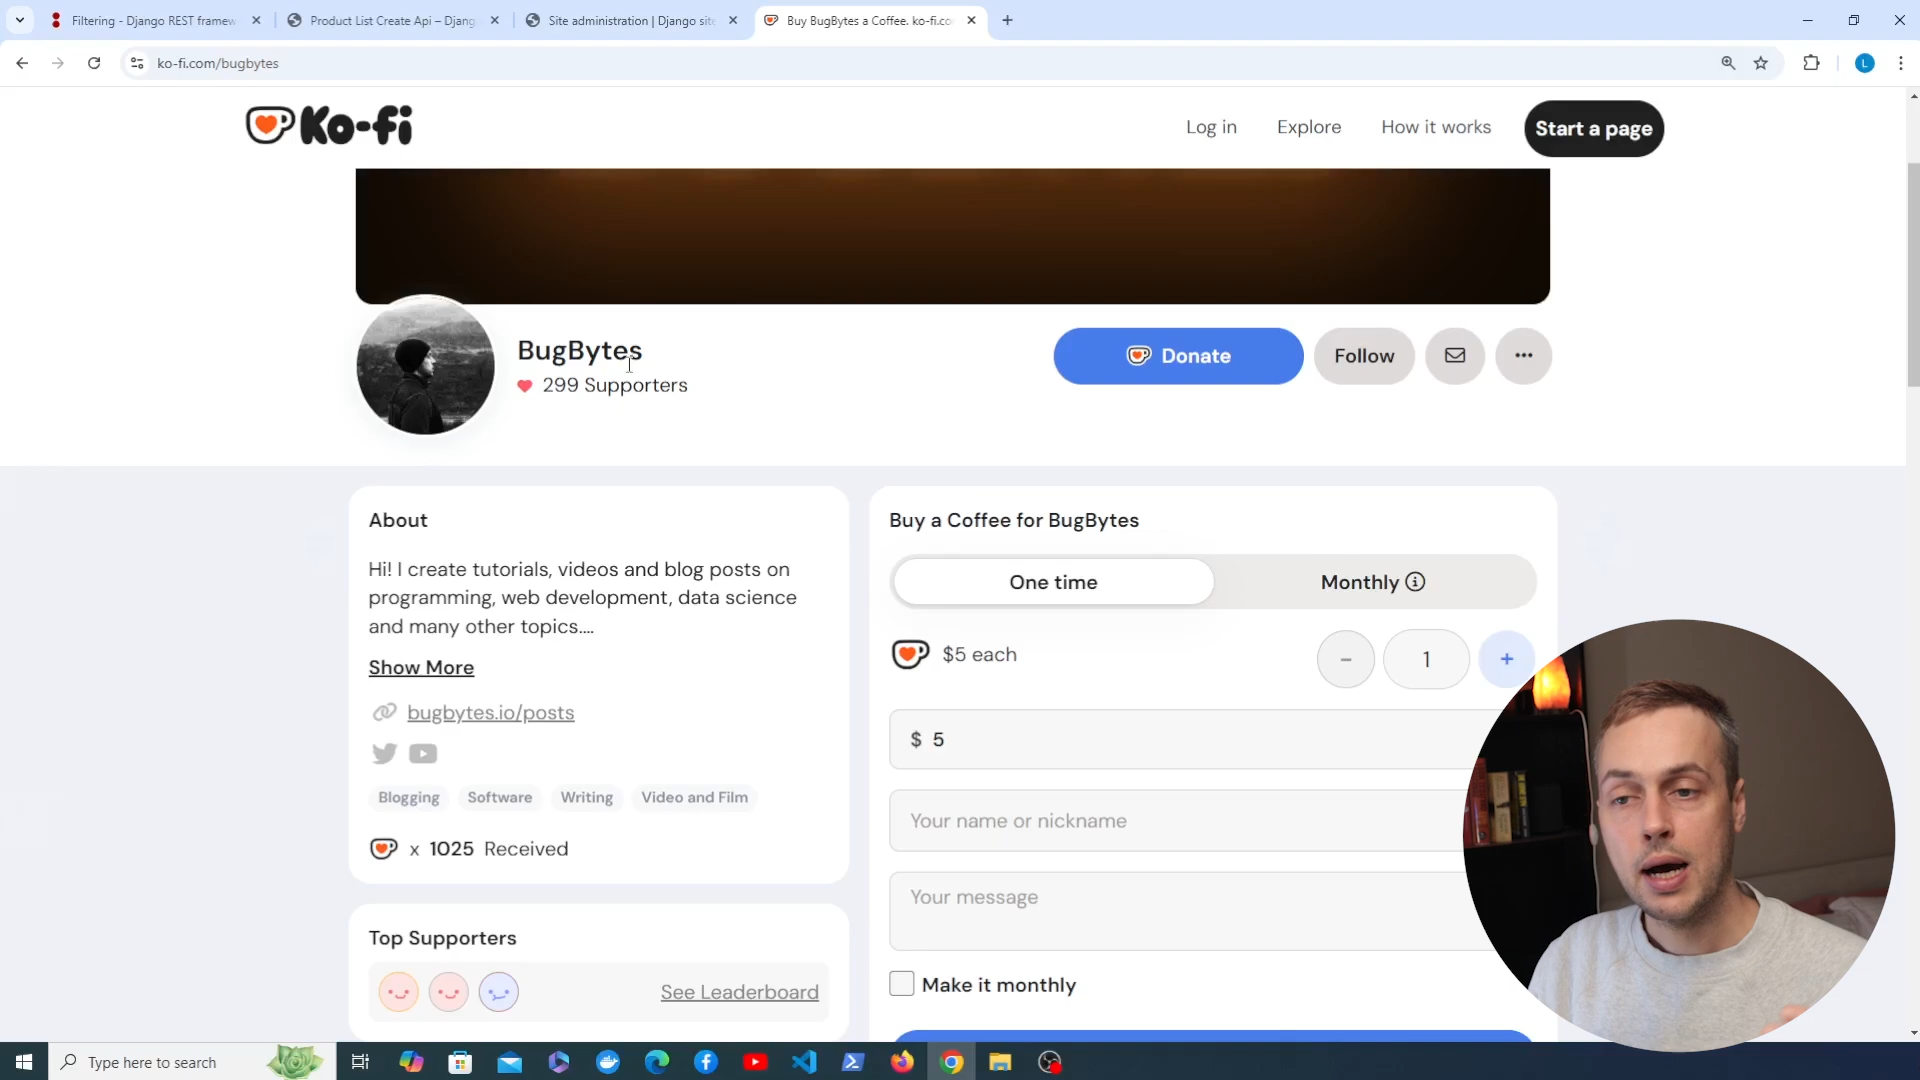 Filtering - Django REST framew
Product List Create Api – Djang
Site administration | Django site
Buy BugBytes a Coffee. ko-fi.co
ko-fi.com/bugbytes
L
Ko-fi
Log in
Explore
How it works
Start a page
BugBytes
299 Supporters
Donate
Follow
About
Hi! I create tutorials, videos and blog posts on
programming, web development, data science
and many other topics....
Show More
bugbytes.io/posts
Blogging
Software
Writing
Video and Film
x 1025 Received
Top Supporters
See Leaderboard
Buy a Coffee for BugBytes
One time
Monthly
$5 each
- 1 +
$ 5
Your name or nickname
Your message
Make it monthly
Type here to search